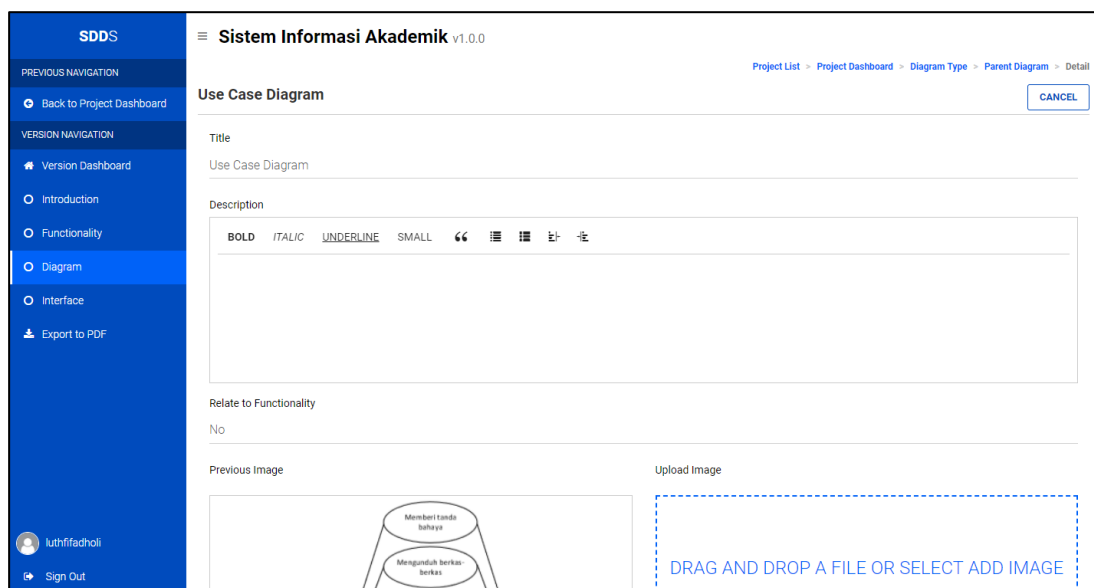 SDDS
PREVIOUS NAVIGATION
Back to Project Dashboard
VERSION NAVIGATION
Version Dashboard
Introduction
Functionality
Diagram
Interface
Export to PDF
luthfifadholi
Sign Out
Sistem Informasi Akademik v1.0.0
Project List > Project Dashboard > Diagram Type > Parent Diagram > Detail
Use Case Diagram
CANCEL
Title
Use Case Diagram
Description
BOLD ITALIC UNDERLINE SMALL
Relate to Functionality
No
Previous Image
Memberi tanda
bahaya
Mengunduh berkas-
berkas
Upload Image
DRAG AND DROP A FILE OR SELECT ADD IMAGE